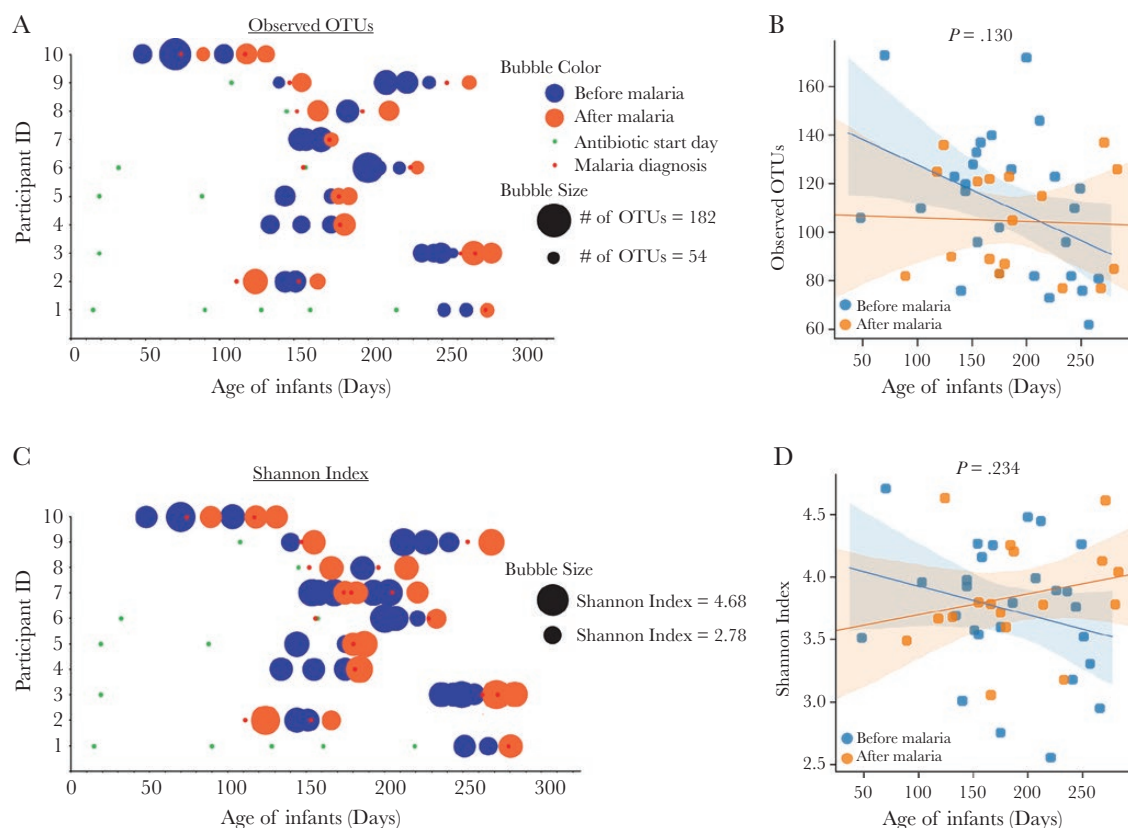 A
Observed OTUs
Participant ID
10
9
8
7
6
5
4
3
2
1
0
50
100
150
200
250
300
Age of infants (Days)
Bubble Color
Before malaria
After malaria
Antibiotic start day
Malaria diagnosis
Bubble Size
# of OTUs = 182
# of OTUs = 54
B
P = .130
Observed OTUs
160
140
120
100
80
60
Before malaria
After malaria
50
100
150
200
250
Age of infants (Days)
C
Shannon Index
Participant ID
10
9
8
7
6
5
4
3
2
1
0
50
100
150
200
250
300
Age of infants (Days)
Bubble Size
Shannon Index = 4.68
Shannon Index = 2.78
D
P = .234
Shannon Index
4.5
4.0
3.5
3.0
2.5
Before malaria
After malaria
50
100
150
200
250
Age of infants (Days)